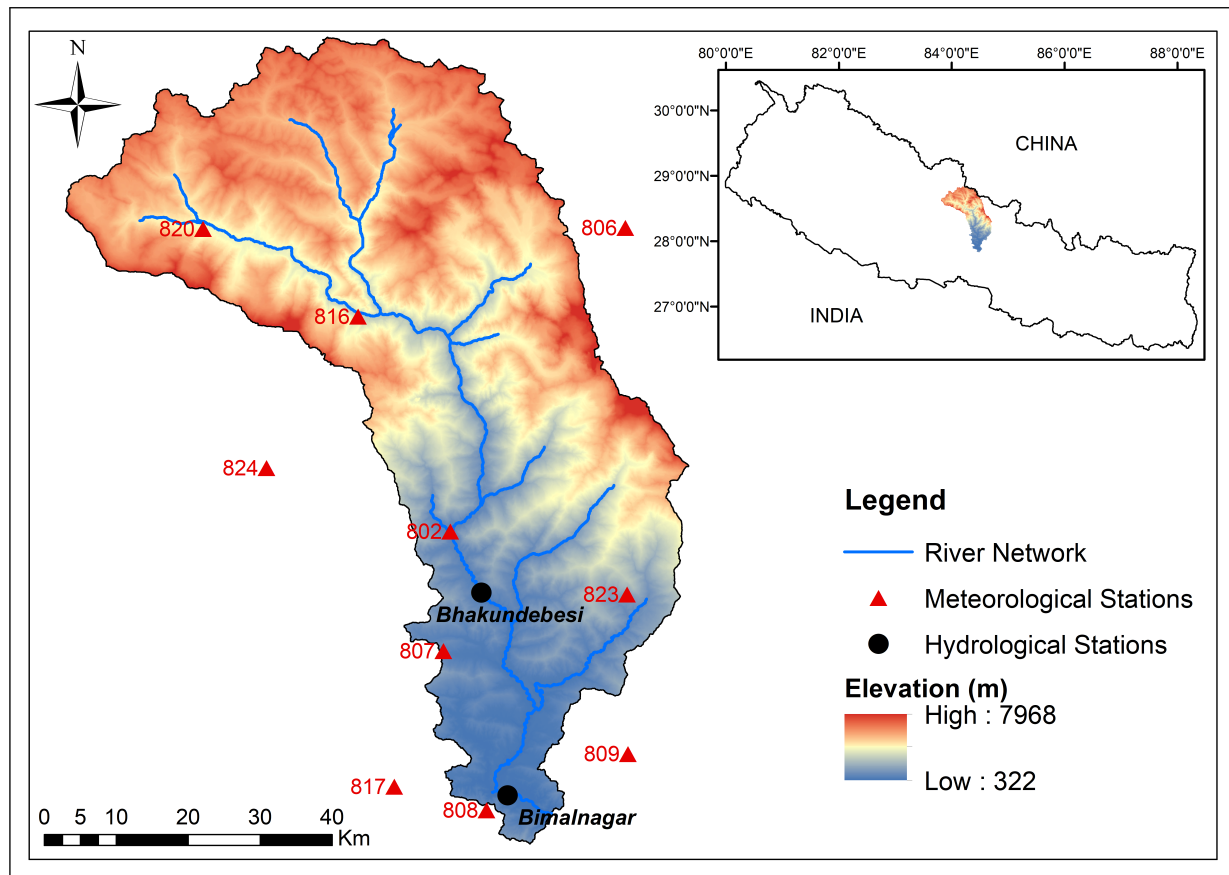 N
80°0'0"E 82°0'0"E 84°0'0"E 86°0'0"E 88°0'0"E
30°0'0"N
29°0'0"N
28°0'0"N
27°0'0"N
CHINA
INDIA
820
806
816
824
802
823
Bhakundebesi
807
809
817
808
Bimalnagar
0 5 10 20 30 40
Km
Legend
River Network
Meteorological Stations
Hydrological Stations
Elevation (m)
High : 7968
Low : 322